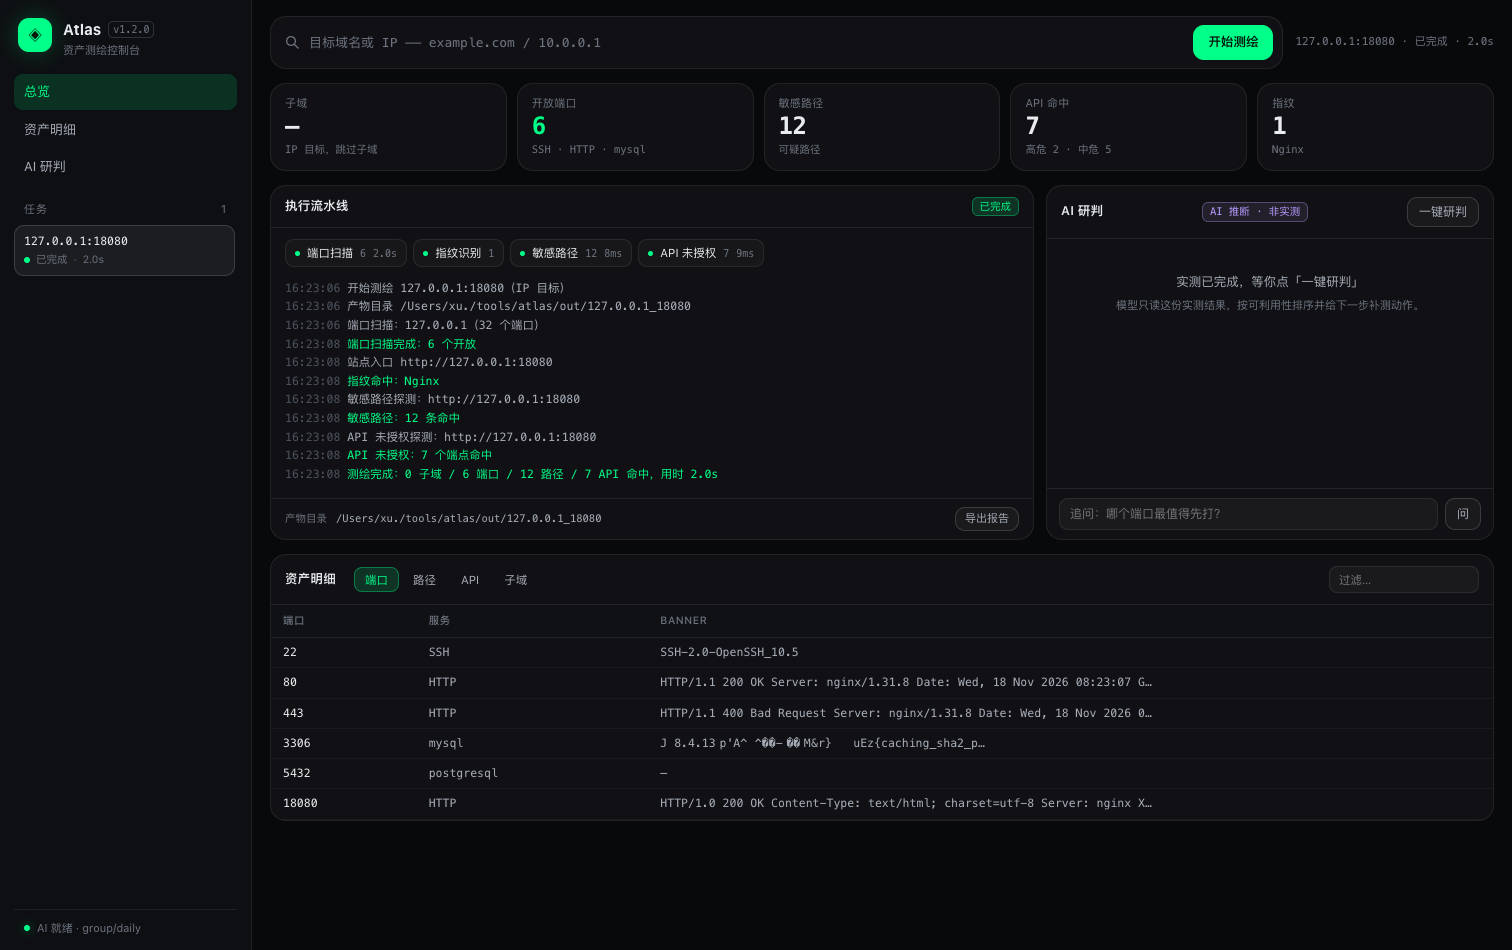 Atlas v1.2.0
资产测绘控制台
总览
资产明细
AI 研判
任务 1
127.0.0.1:18080
已完成 · 2.0s
AI 就绪 · group/daily
目标域名或 IP —— example.com / 10.0.0.1
开始测绘
127.0.0.1:18080 · 已完成 · 2.0s
子域
—
IP 目标，跳过子域
开放端口
6
SSH · HTTP · mysql
敏感路径
12
可疑路径
API 命中
7
高危 2 · 中危 5
指纹
1
Nginx
执行流水线
已完成
端口扫描 6 2.0s
指纹识别 1
敏感路径 12 8ms
API 未授权 7 9ms
16:23:06 开始测绘 127.0.0.1:18080（IP 目标）
16:23:06 产物目录 /Users/xu./tools/atlas/out/127.0.0.1_18080
16:23:06 端口扫描：127.0.0.1（32 个端口）
16:23:08 端口扫描完成：6 个开放
16:23:08 站点入口 http://127.0.0.1:18080
16:23:08 指纹命中：Nginx
16:23:08 敏感路径探测：http://127.0.0.1:18080
16:23:08 敏感路径：12 条命中
16:23:08 API 未授权探测：http://127.0.0.1:18080
16:23:08 API 未授权：7 个端点命中
16:23:08 测绘完成：0 子域 / 6 端口 / 12 路径 / 7 API 命中，用时 2.0s
产物目录 /Users/xu./tools/atlas/out/127.0.0.1_18080
导出报告
AI 研判
AI 推断 · 非实测
一键研判
实测已完成，等你点「一键研判」
模型只读这份实测结果，按可利用性排序并给下一步补测动作。
追问：哪个端口最值得先打？
问
资产明细 端口 路径 API 子域
过滤…
端口 服务 BANNER
22 SSH SSH-2.0-OpenSSH_10.5
80 HTTP HTTP/1.1 200 OK Server: nginx/1.31.8 Date: Wed, 18 Nov 2026 08:23:07 G…
443 HTTP HTTP/1.1 400 Bad Request Server: nginx/1.31.8 Date: Wed, 18 Nov 2026 0…
3306 mysql J 8.4.13 p'A^ ^��-��M&r} uEz{caching_sha2_p…
5432 postgresql —
18080 HTTP HTTP/1.0 200 OK Content-Type: text/html; charset=utf-8 Server: nginx X…